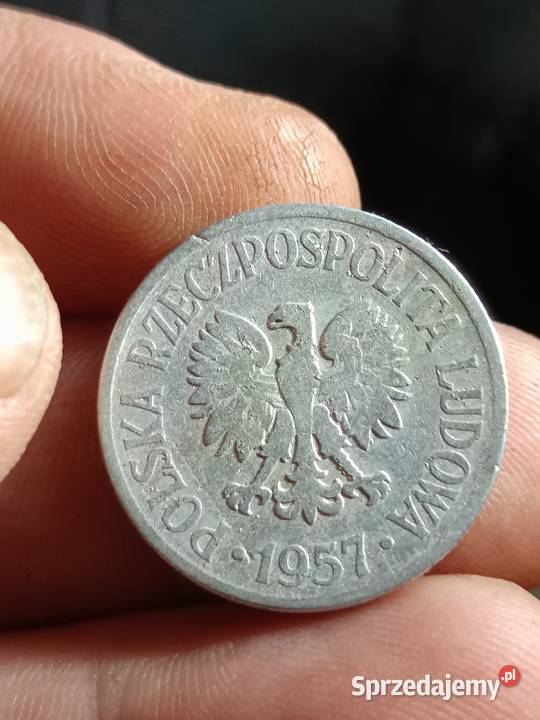 POLSKA RZECZPOSPOLITA LUDOWA
• 1957 •
Sprzedajemy.pl